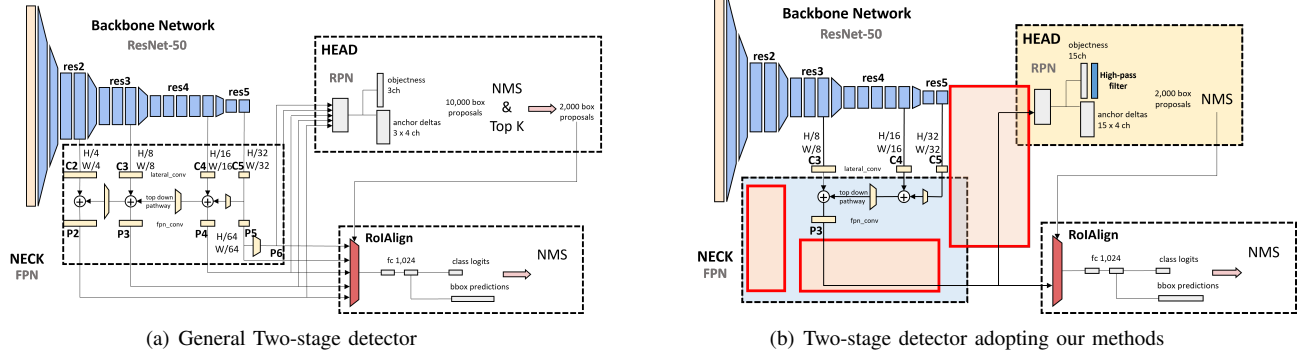 Backbone Network
ResNet-50
res2
res3
res4
res5
HEAD
RPN
objectness
3ch
anchor deltas
3 x 4 ch
10,000 box
proposals
NMS
&
Top K
2,000 box
proposals
H/4
W/4
H/8
W/8
H/16
W/16
H/32
W/32
C2
C3
C4
C5
lateral_conv
top down
pathway
fpn_conv
P2
P3
P4
P5
H/64
W/64
P6
NECK
FPN
RoIAlign
fc 1,024
class logits
bbox predictions
NMS
(a) General Two-stage detector
Backbone Network
ResNet-50
res2
res3
res4
res5
HEAD
RPN
objectness
15ch
High-pass
filter
anchor deltas
15 x 4 ch
2,000 box
proposals
NMS
H/8
W/8
H/16
W/16
H/32
W/32
C3
C4
C5
lateral_conv
top down
pathway
fpn_conv
P3
NECK
FPN
RoIAlign
fc 1,024
class logits
bbox predictions
NMS
(b) Two-stage detector adopting our methods